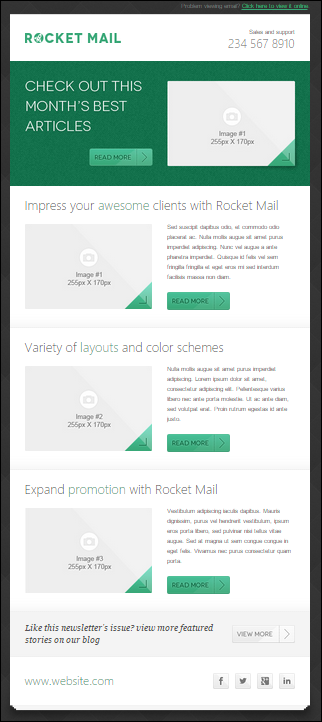 Problem viewing email? Click here to view it online.
ROCKET MAIL
Sales and support
234 567 8910
CHECK OUT THIS
MONTH'S BEST
ARTICLES
READ MORE
Image #1
255px X 170px
Impress your awesome clients with Rocket Mail
Image #1
255px X 170px
Sed suscipit dapibus odio, et commodo odio
placerat ac. Nulla mollis augue sit amet purus
imperdiet adipiscing. Nunc vel augue a ante
pharetra imperdiet. Quisque id felis vel sem
fringilla fringilla et eget eros mi sed interdum
facilisis massa non diam.
READ MORE
Variety of layouts and color schemes
Image #2
255px X 170px
Nulla mollis augue sit amet purus imperdiet
adipiscing. Lorem ipsum dolor sit amet,
consectetur adipiscing elit. Pellentesque varius
libero nec ante porta molestie. Ut ac ante diam,
sed volutpat erat. Proin rutrum egestas id ante
justo.
READ MORE
Expand promotion with Rocket Mail
Image #3
255px X 170px
Vestibulum adipiscing iaculis dapibus. Mauris
dignissim, purus vel hendrerit vestibulum, ipsum
eros porta libero, sed pulvinar nisi tellus vitae
augue. Sed at magna ut sem congue congue in
eget felis. Vivamus nec purus consectetur quam
porta.
READ MORE
Like this newsletter's issue? view more featured
stories on our blog
VIEW MORE
www.website.com